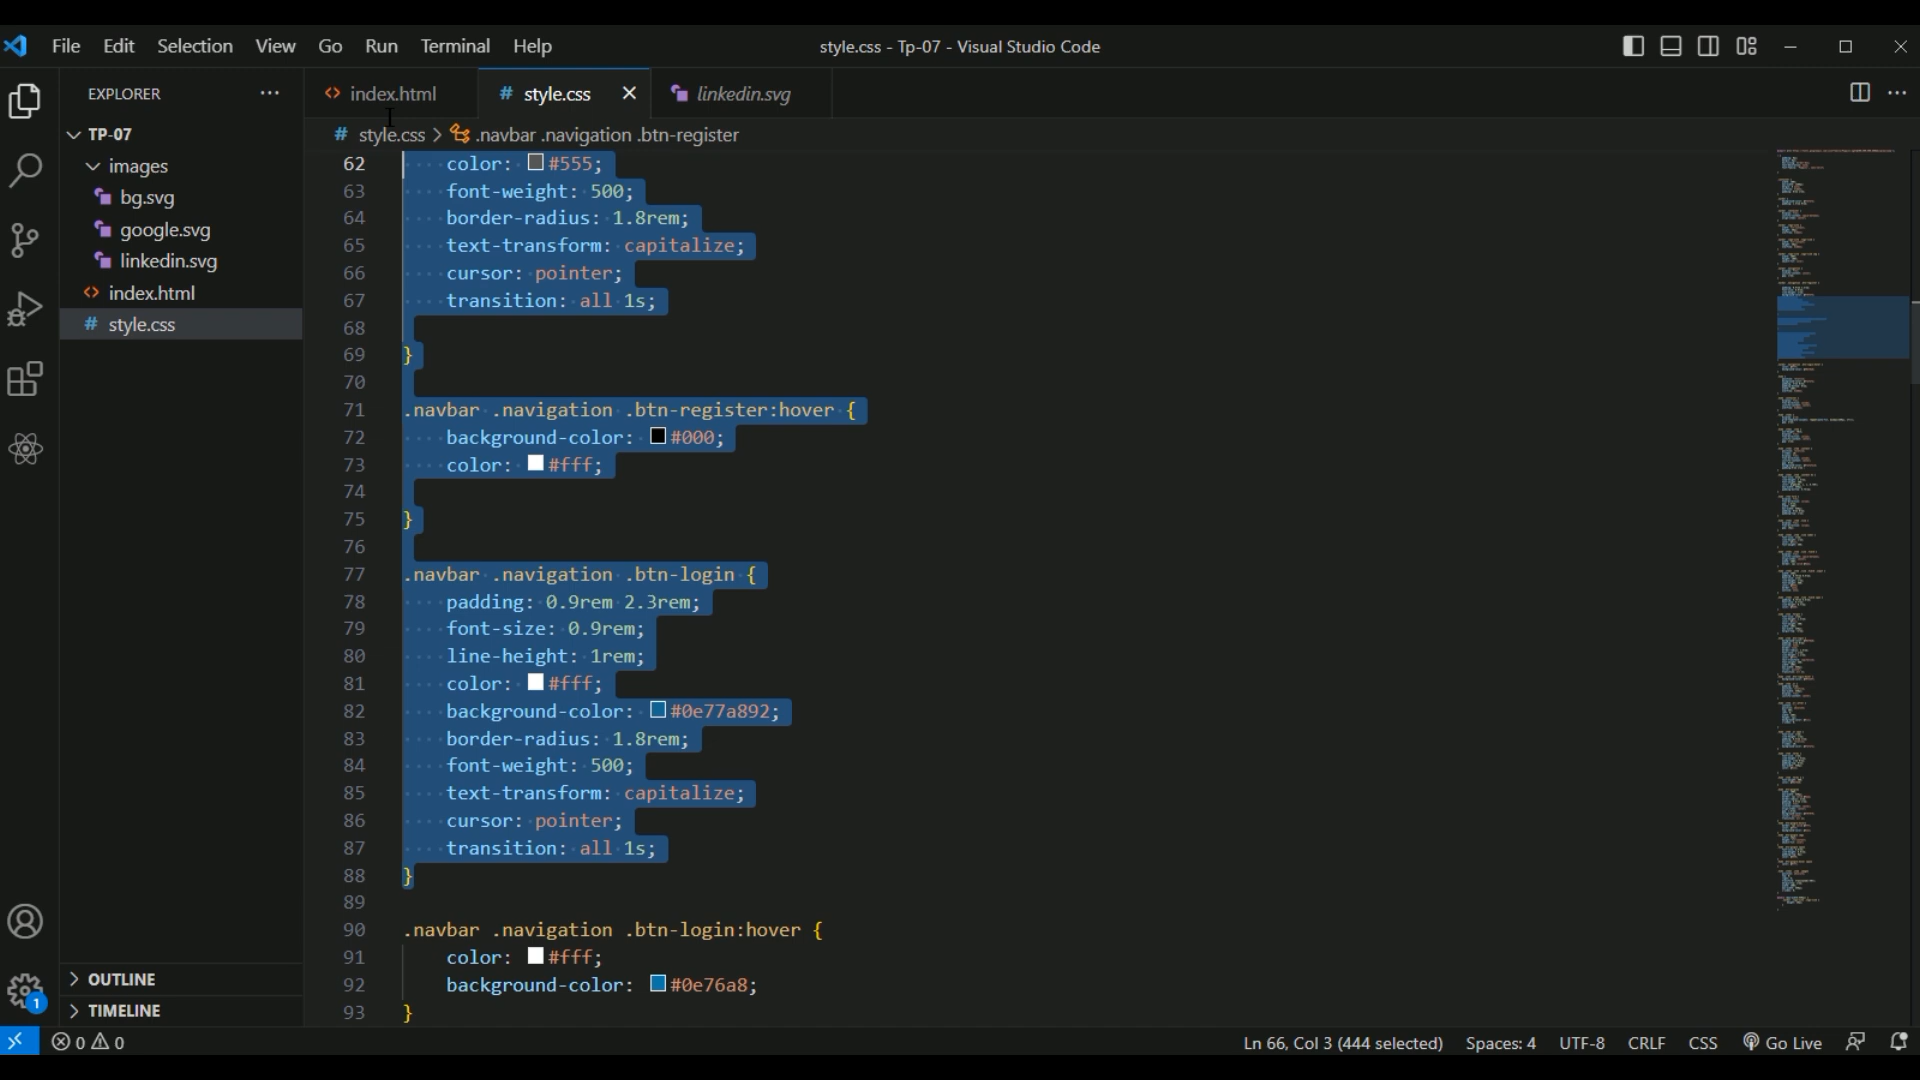 File Edit Selection View Go Run Terminal Help
style.css - Tp-07 - Visual Studio Code
EXPLORER
index.html
style.css
linkedin.svg
TP-07
images
bg.svg
google.svg
linkedin.svg
index.html
style.css
OUTLINE
TIMELINE
style.css > .navbar .navigation .btn-register
62 color: #555;
63 font-weight: 500;
64 border-radius: 1.8rem;
65 text-transform: capitalize;
66 cursor: pointer;
67 transition: all 1s;
68
69 }
70
71 .navbar .navigation .btn-register:hover {
72 background-color: #000;
73 color: #fff;
74
75 }
76
77 .navbar .navigation .btn-login {
78 padding: 0.9rem 2.3rem;
79 font-size: 0.9rem;
80 line-height: 1rem;
81 color: #fff;
82 background-color: #0e77a892;
83 border-radius: 1.8rem;
84 font-weight: 500;
85 text-transform: capitalize;
86 cursor: pointer;
87 transition: all 1s;
88 }
89
90 .navbar .navigation .btn-login:hover {
91 color: #fff;
92 background-color: #0e76a8;
93 }
1
0 0
Ln 66, Col 3 (444 selected) Spaces: 4 UTF-8 CRLF CSS Go Live